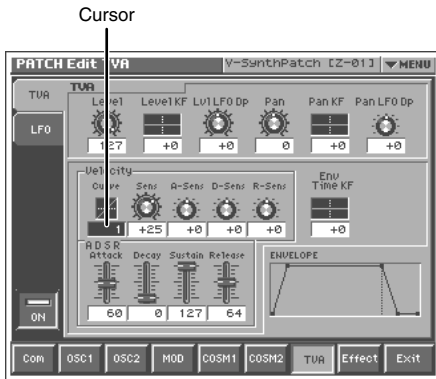 Cursor
PATCH Edit TVA
V-SynthPatch [Z-01]
MENU
TVA
LFO
ON
TVA
Level
Level KF
Lvl LFO Dp
Pan
Pan KF
Pan LFO Dp
127
+0
+0
0
+0
+0
Velocity
Curve
Sens
A-Sens
D-Sens
R-Sens
1
+25
+0
+0
+0
Env
Time KF
+0
ADSR
Attack
Decay
Sustain
Release
60
0
127
64
ENVELOPE
Com
OSC1
OSC2
MOD
COSM1
COSM2
TVA
Effect
Exit